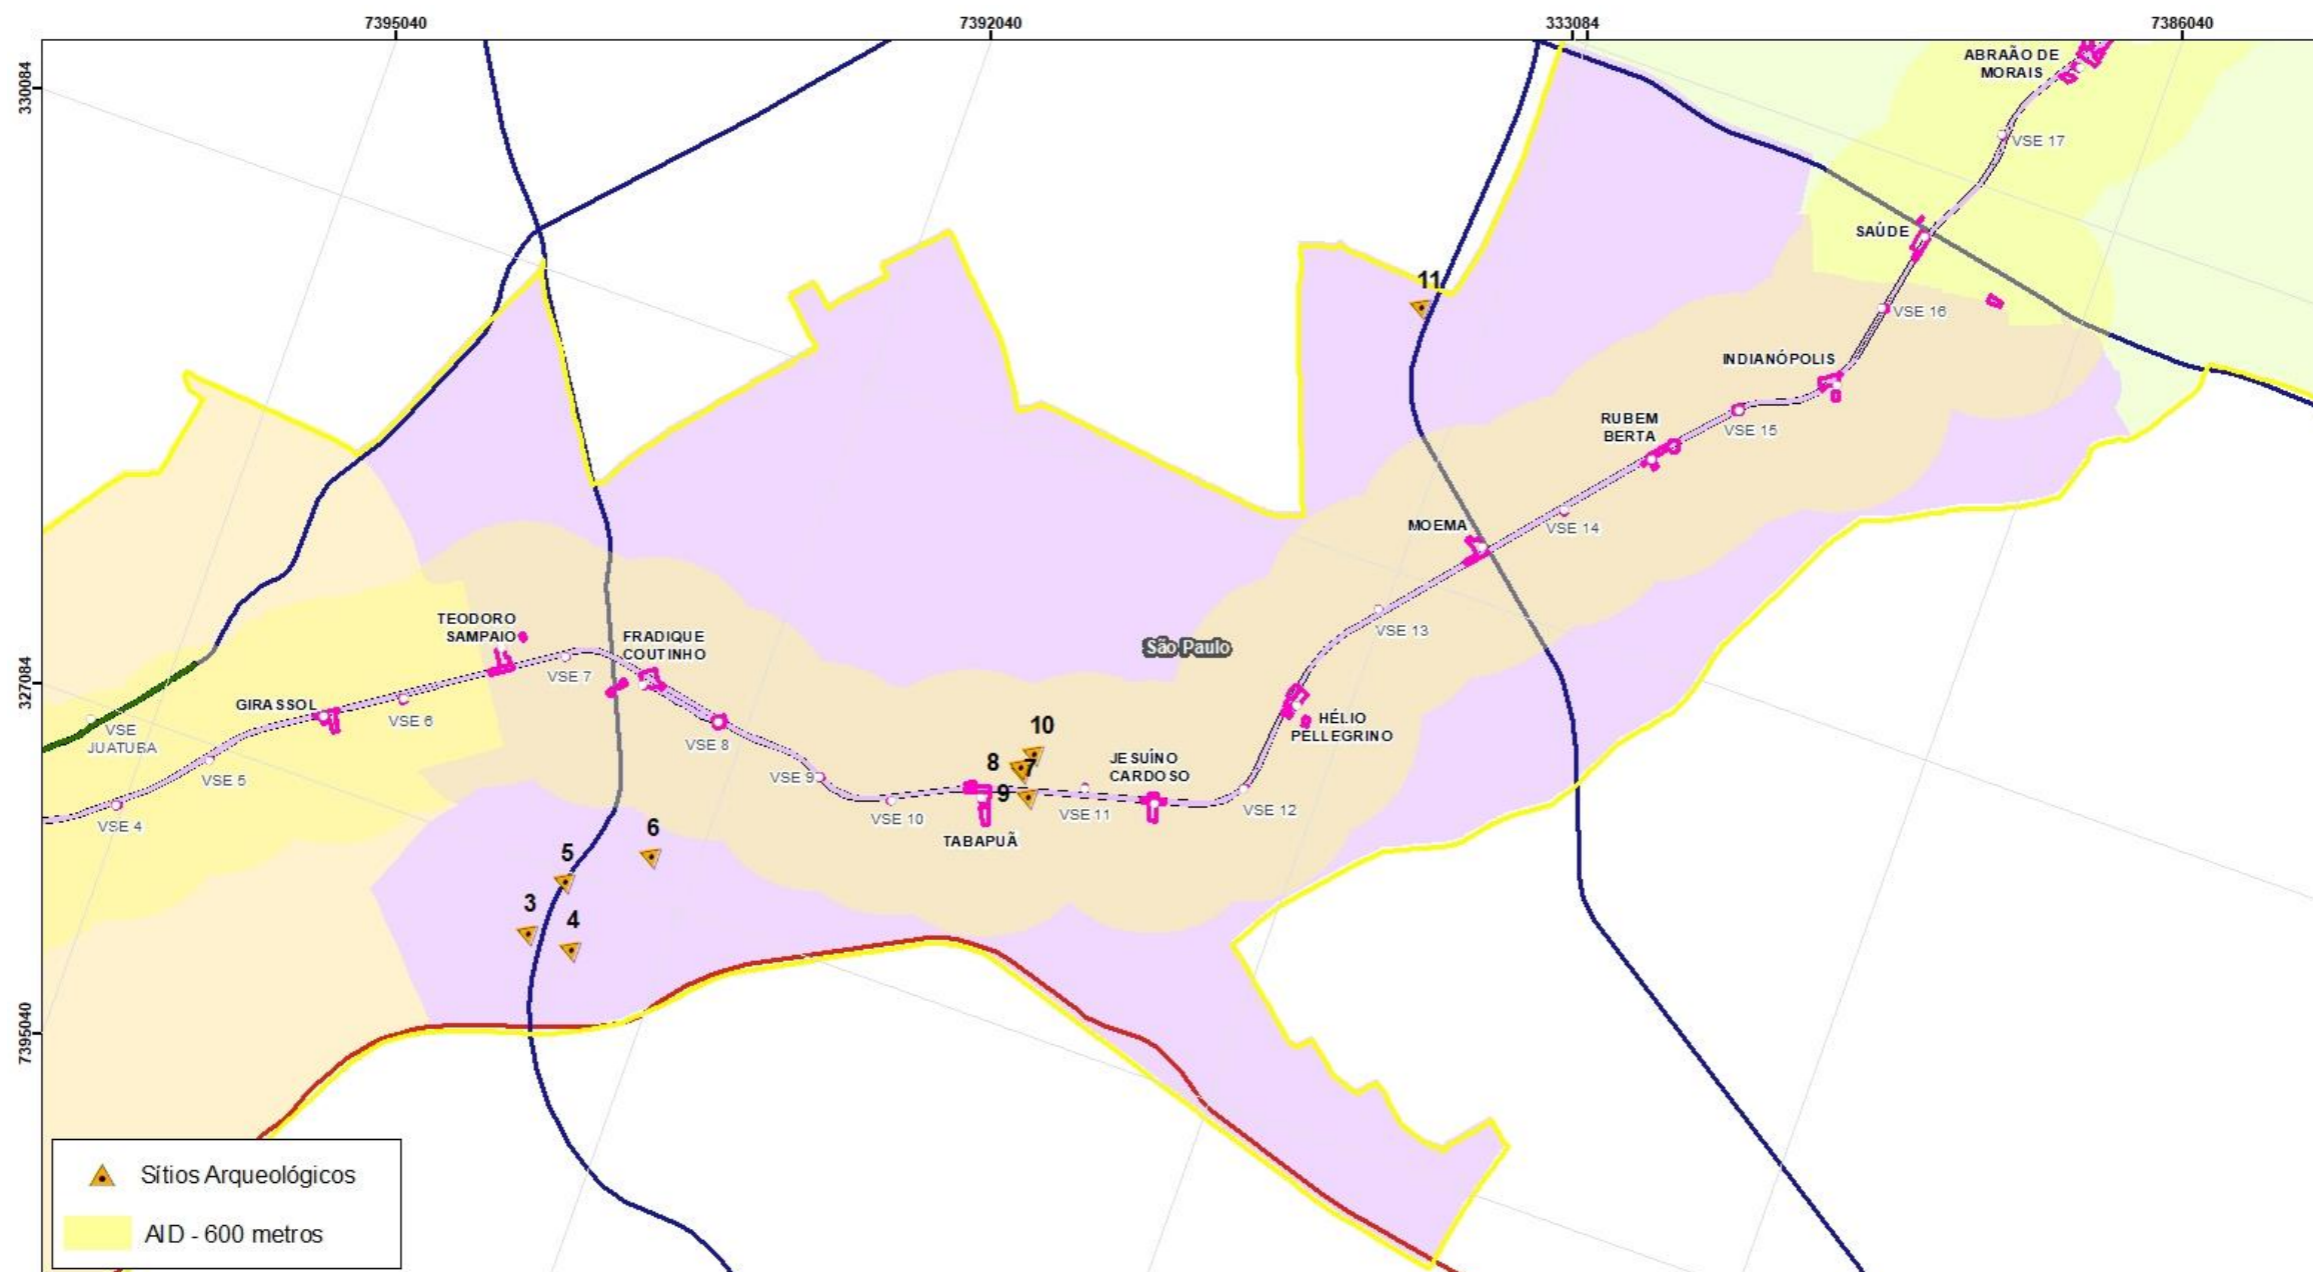 7395040
7392040
333084
7386040
330084
327084
7395040
ABRAÃO DE
MORAIS
VSE 17
SAÚDE
VSE 16
INDIANÓPOLIS
RUBEM
BERTA
VSE 15
11
MOEMA
VSE 14
VSE 13
São Paulo
TEODORO
SAMPAIO
FRADIQUE
COUTINHO
VSE 7
GIRASSOL
VSE 6
VSE
JUATUBA
VSE 5
VSE 4
VSE 8
VSE 9
VSE 10
10
8
7
9
TABAPUÃ
JESUÍNO
CARDOSO
VSE 11
VSE 12
HÉLIO
PELLEGRINO
6
5
3
4
Sítios Arqueológicos
AID - 600 metros